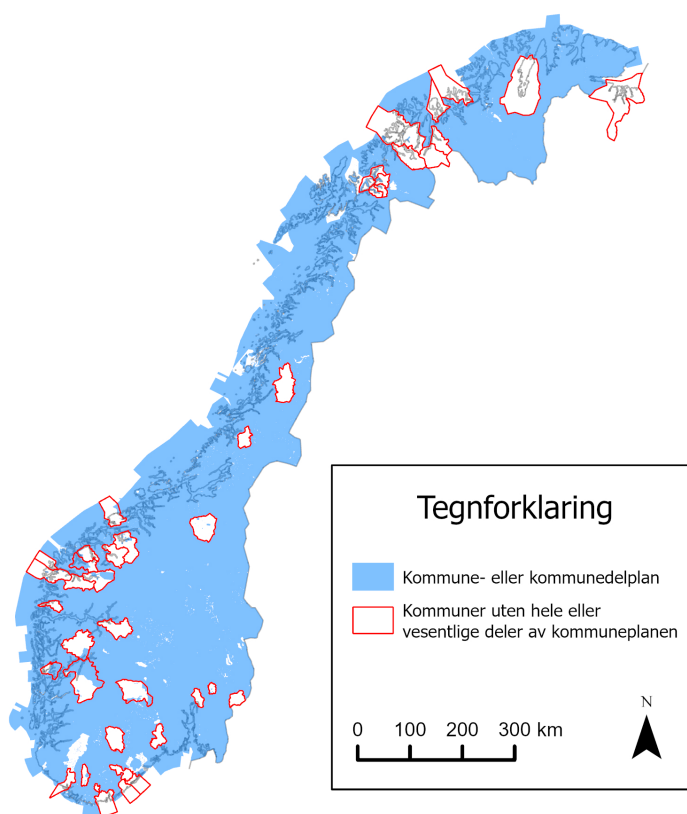 Tegnforklaring
Kommune- eller kommunedelplan
Kommuner uten hele eller
vesentlige deler av kommuneplanen
N
0 100 200 300 km